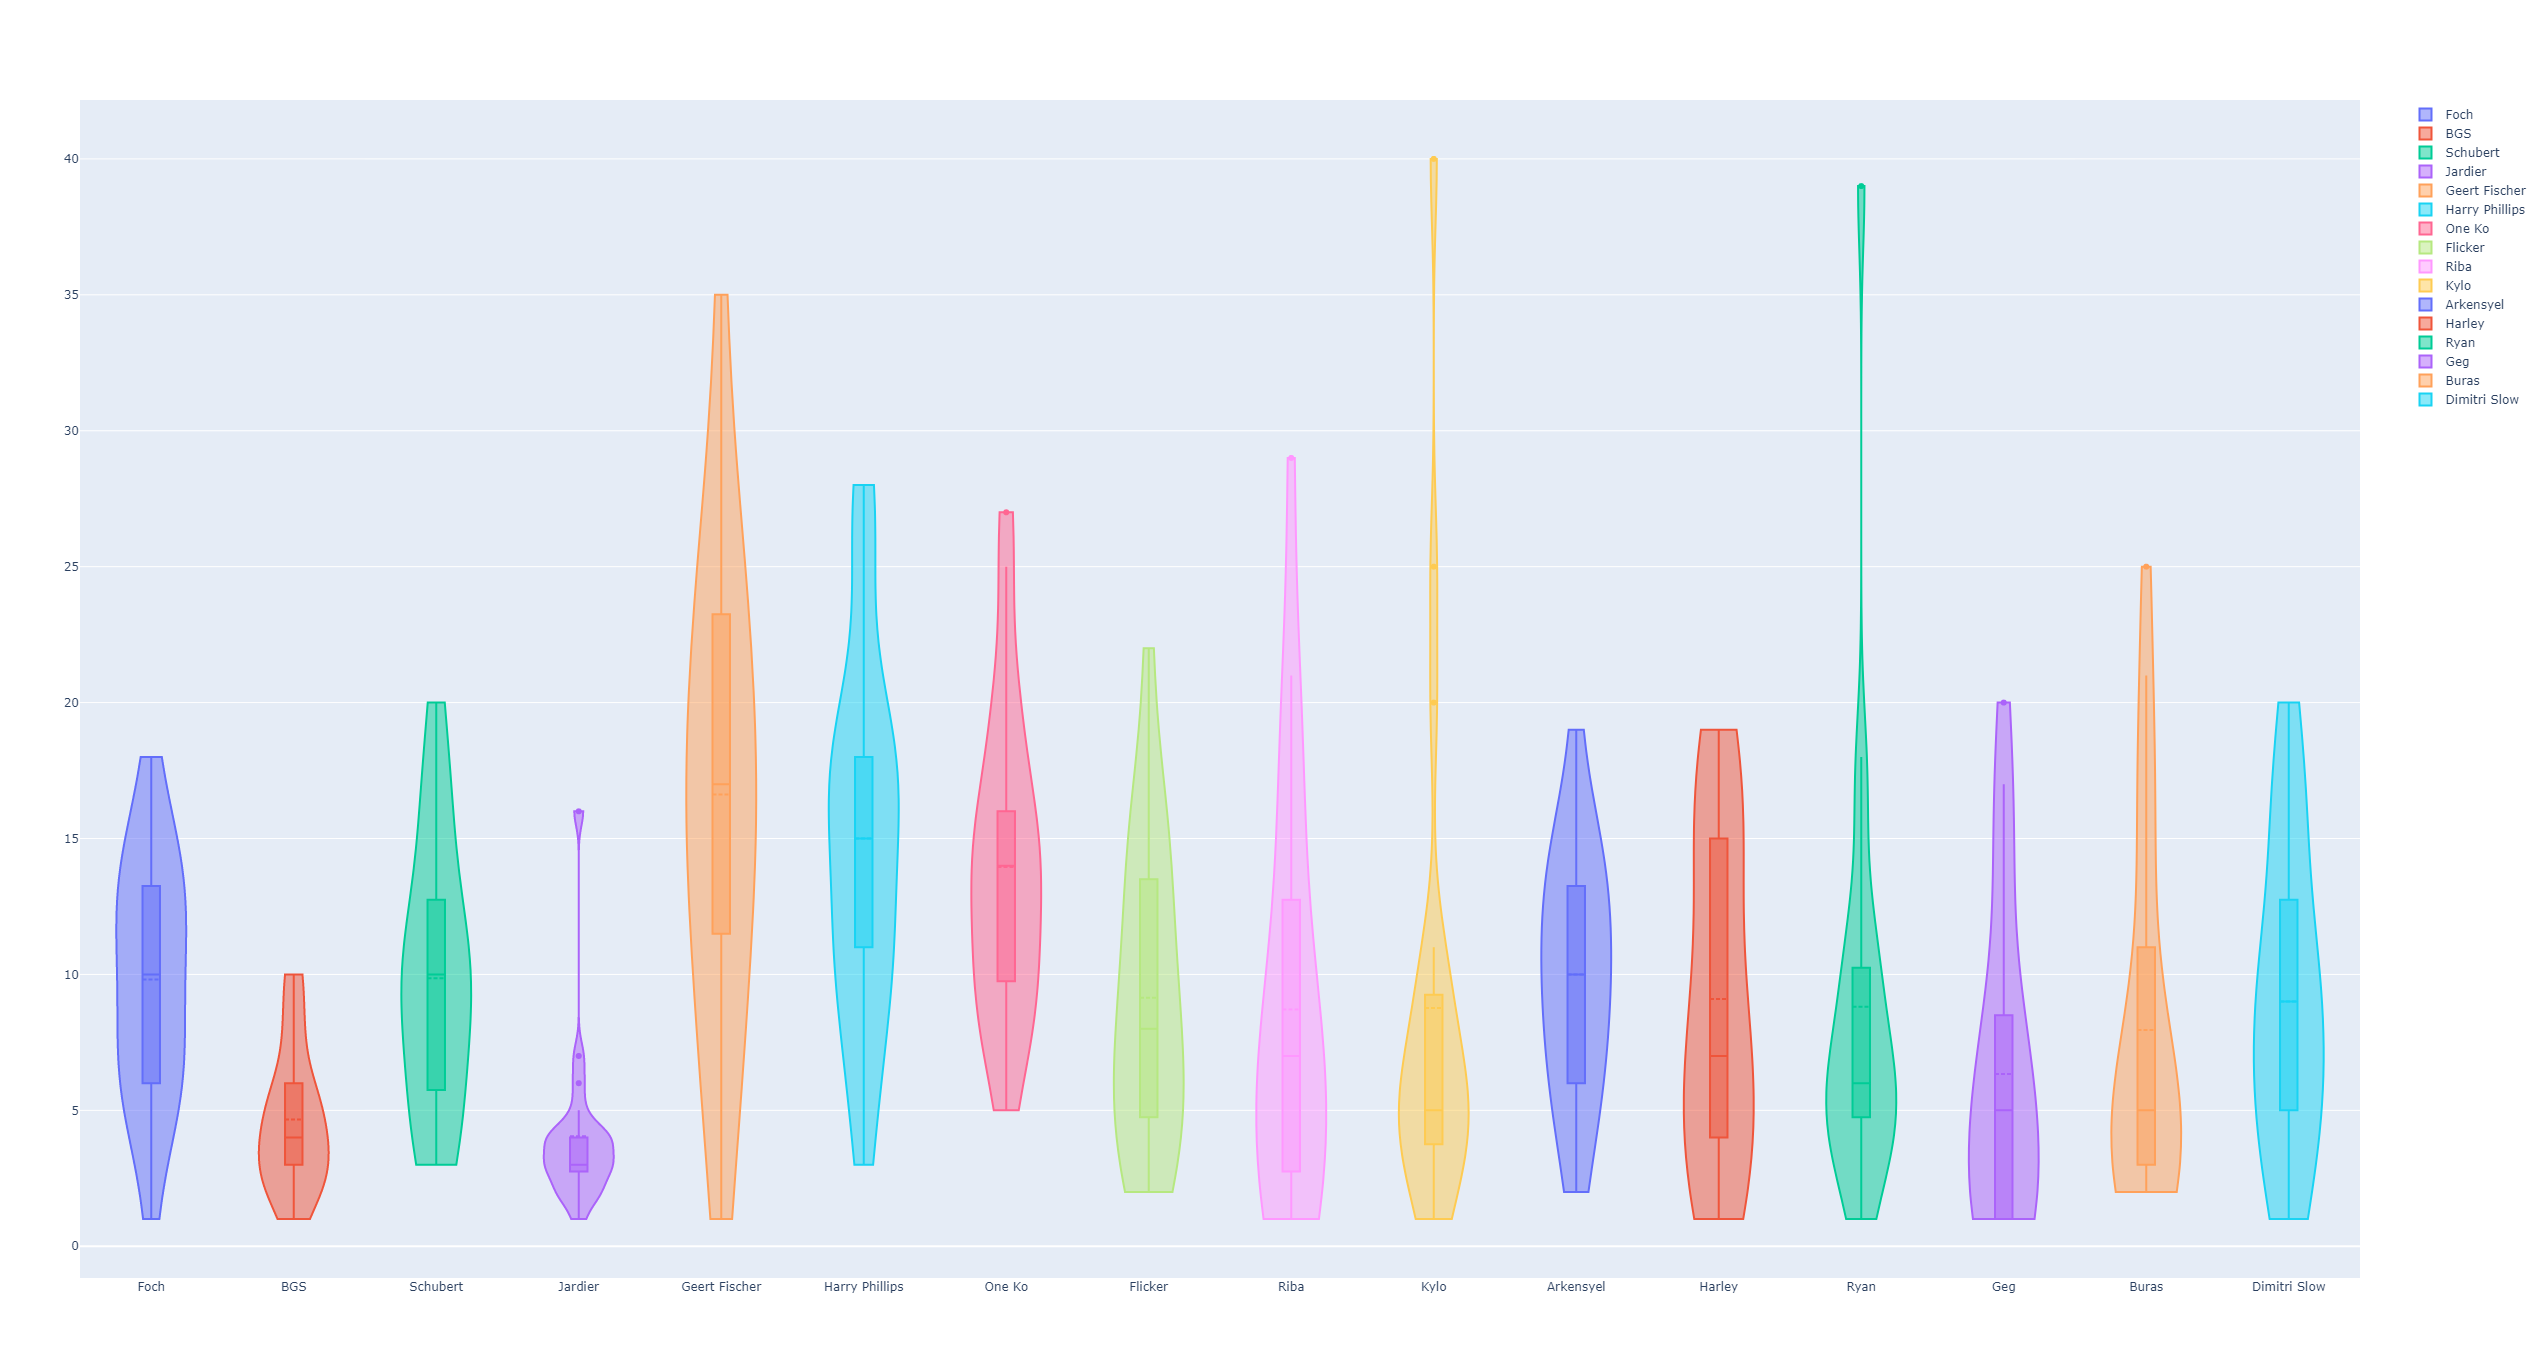 40
35
30
25
20
15
10
5
0
Foch BGS Schubert Jardier Geert Fischer Harry Phillips One Ko Flicker Riba Kylo Arkensyel Harley Ryan Geg Buras Dimitri Slow
Foch
BGS
Schubert
Jardier
Geert Fischer
Harry Phillips
One Ko
Flicker
Riba
Kylo
Arkensyel
Harley
Ryan
Geg
Buras
Dimitri Slow